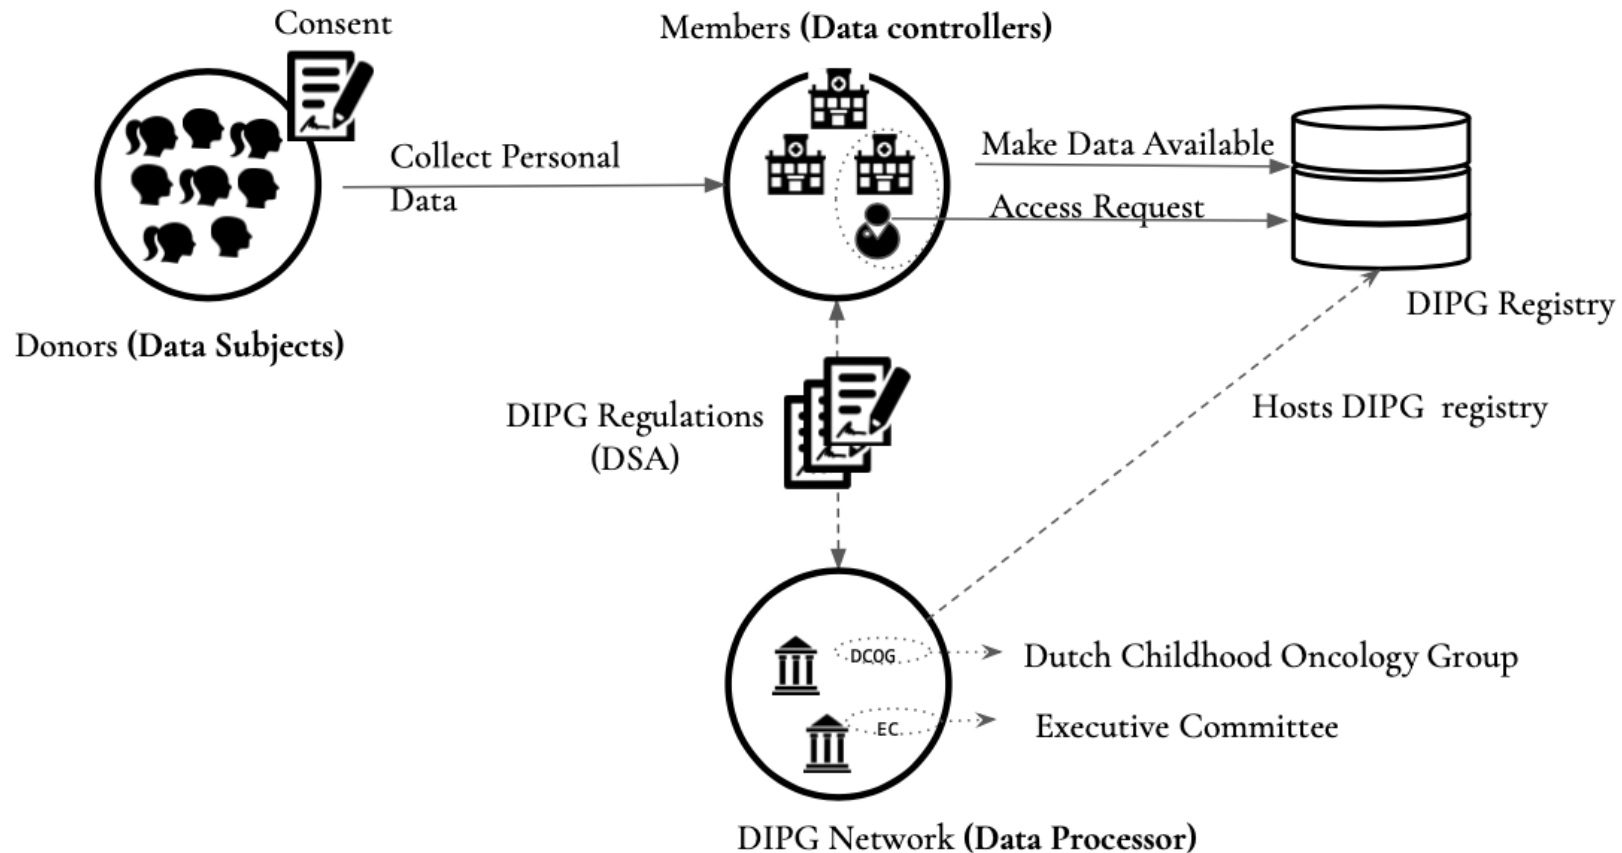 Consent
Members (Data controllers)
Collect Personal
Data
Make Data Available
Access Request
DIPG Registry
Donors (Data Subjects)
DIPG Regulations
(DSA)
Hosts DIPG registry
DCOG
Dutch Childhood Oncology Group
EC
Executive Committee
DIPG Network (Data Processor)